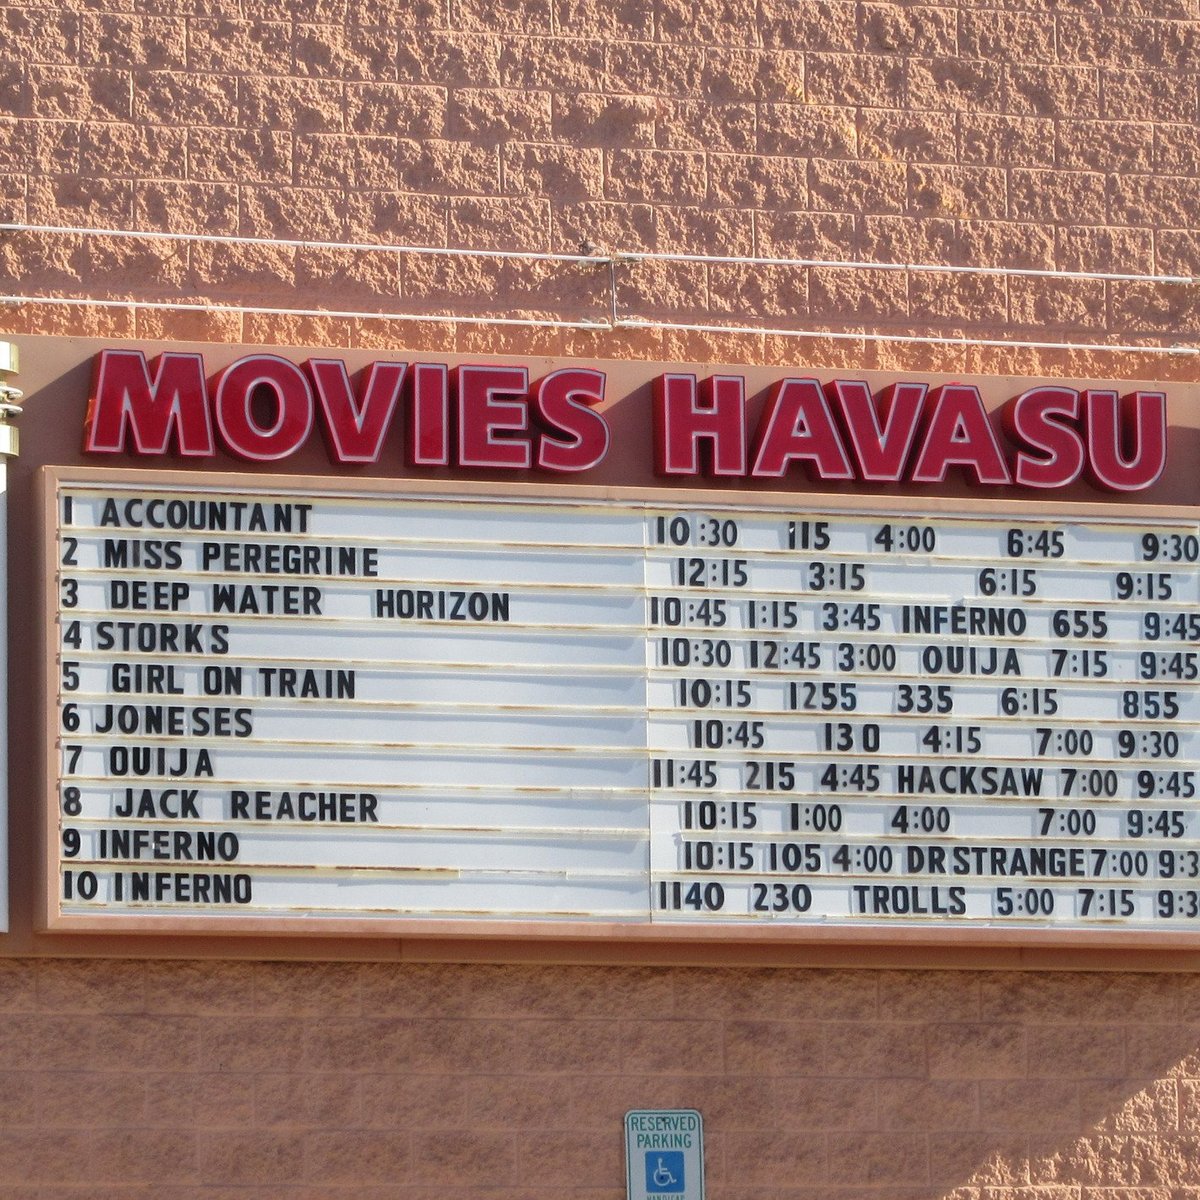 MOVIES HAVASU
1 ACCOUNTANT 10:30 115 4:00 6:45 9:30
2 MISS PEREGRINE 12:15 3:15 6:15 9:15
3 DEEP WATER HORIZON 10:45 1:15 3:45 INFERNO 655 9:45
4 STORKS 10:30 12:45 3:00 OUIJA 7:15 9:45
5 GIRL ON TRAIN 10:15 1255 335 6:15 855
6 JONESES 10:45 130 4:15 7:00 9:30
7 OUIJA 11:45 215 4:45 HACKSAW 7:00 9:45
8 JACK REACHER 10:15 1:00 4:00 7:00 9:45
9 INFERNO 10:15 105 4:00 DR STRANGE 7:00 9:3
10 INFERNO 1140 230 TROLLS 5:00 7:15 9:3
RESERVED
PARKING
HANDICAP